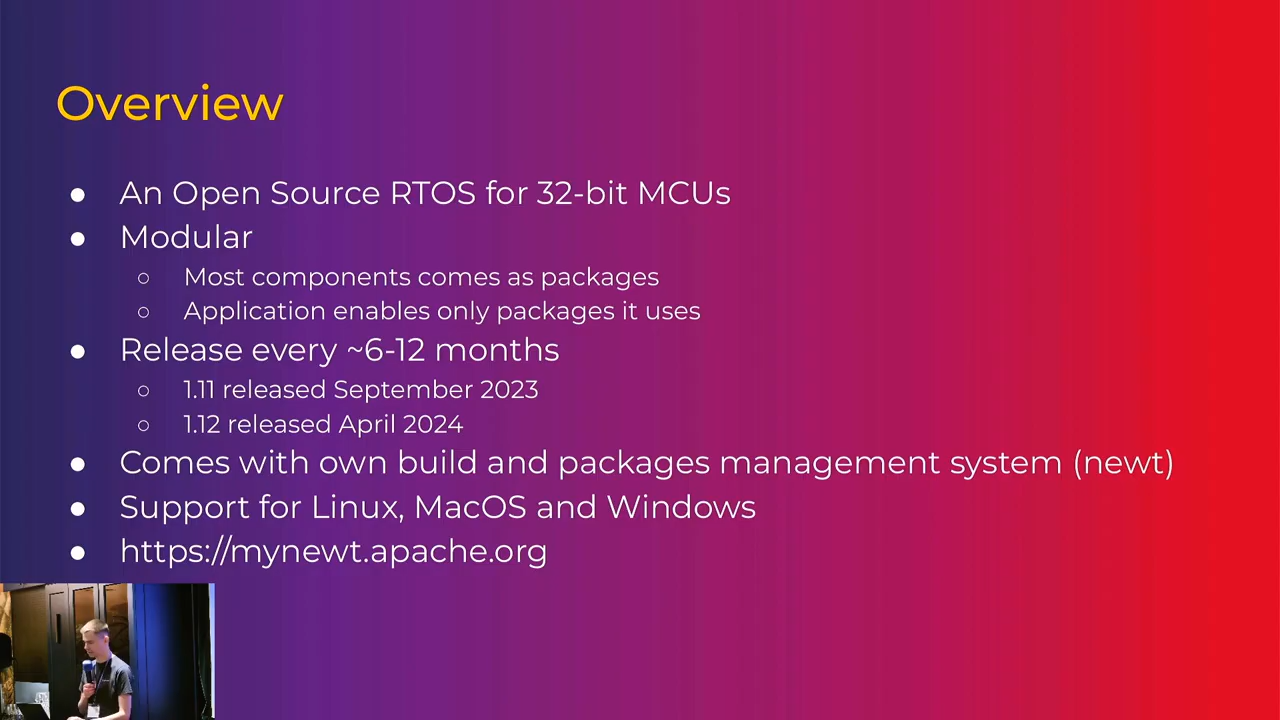 Overview
● An Open Source RTOS for 32-bit MCUs
● Modular
○ Most components comes as packages
○ Application enables only packages it uses
● Release every ~6-12 months
○ 1.11 released September 2023
○ 1.12 released April 2024
● Comes with own build and packages management system (newt)
● Support for Linux, MacOS and Windows
● https://mynewt.apache.org